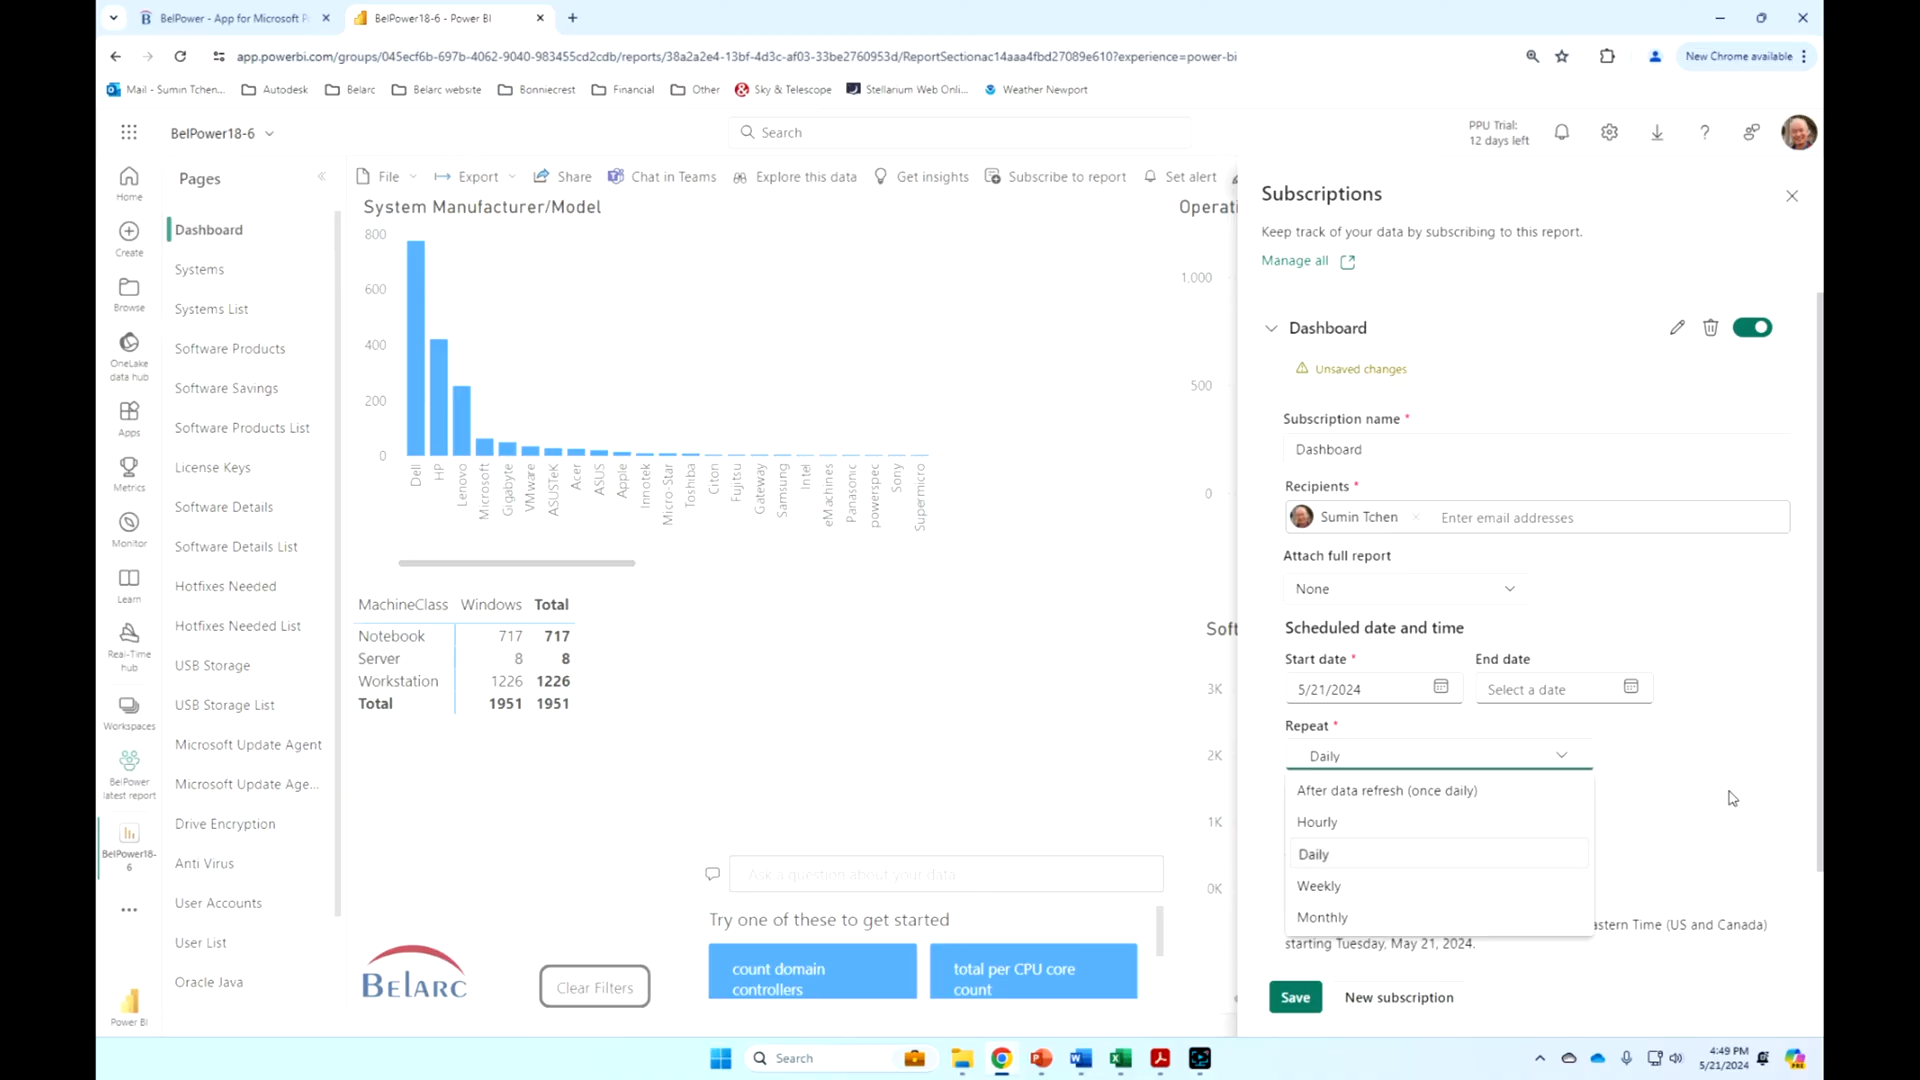 BelPower - App for Microsoft P
BelPower18-6 - Power BI
app.powerbi.com/groups/045ecf6b-697b-4062-9040-983455cd2cdb/reports/38a2a2e4-13bf-4d3c-af03-33be2760953d/ReportSectionac14aaa4fbd27089e610?experience=power-bi
New Chrome available
Mail - Sumin Tchen...
Autodesk
Belarc
Belarc website
Bonniecrest
Financial
Other
Sky & Telescope
Stellarium Web Onli...
Weather Newport
BelPower18-6
Search
PPU Trial:
12 days left
Home
Create
Browse
OneLake
data hub
Apps
Metrics
Monitor
Learn
Real-Time
hub
Workspaces
BelPower
latest report
BelPower18-
6
Power BI
Pages
Dashboard
Systems
Systems List
Software Products
Software Savings
Software Products List
License Keys
Software Details
Software Details List
Hotfixes Needed
Hotfixes Needed List
USB Storage
USB Storage List
Microsoft Update Agent
Microsoft Update Age...
Drive Encryption
Anti Virus
User Accounts
User List
Oracle Java
File
Export
Share
Chat in Teams
Explore this data
Get insights
Subscribe to report
Set alert
System Manufacturer/Model
800
600
400
200
0
Dell
HP
Lenovo
Microsoft
Gigabyte
VMware
ASUSTeK
Acer
ASUS
Apple
Innotek
Micro-Star
Toshiba
Citon
Fujitsu
Gateway
Samsung
Intel
eMachines
Panasonic
powerspec
Sony
Supermicro
Operati
1,000
500
0
MachineClass Windows Total
Notebook 717 717
Server 8 8
Workstation 1226 1226
Total 1951 1951
Soft
3K
2K
1K
0K
Ask a question about your data
Try one of these to get started
count domain
controllers
total per CPU core
count
BELARC
Clear Filters
Subscriptions
Keep track of your data by subscribing to this report.
Manage all
Dashboard
Unsaved changes
Subscription name *
Dashboard
Recipients *
Sumin Tchen
Enter email addresses
Attach full report
None
Scheduled date and time
Start date *
End date
5/21/2024
Select a date
Repeat *
Daily
After data refresh (once daily)
Hourly
Daily
Weekly
Monthly
astern Time (US and Canada)
starting Tuesday, May 21, 2024.
Save
New subscription
Search
4:49 PM
5/21/2024